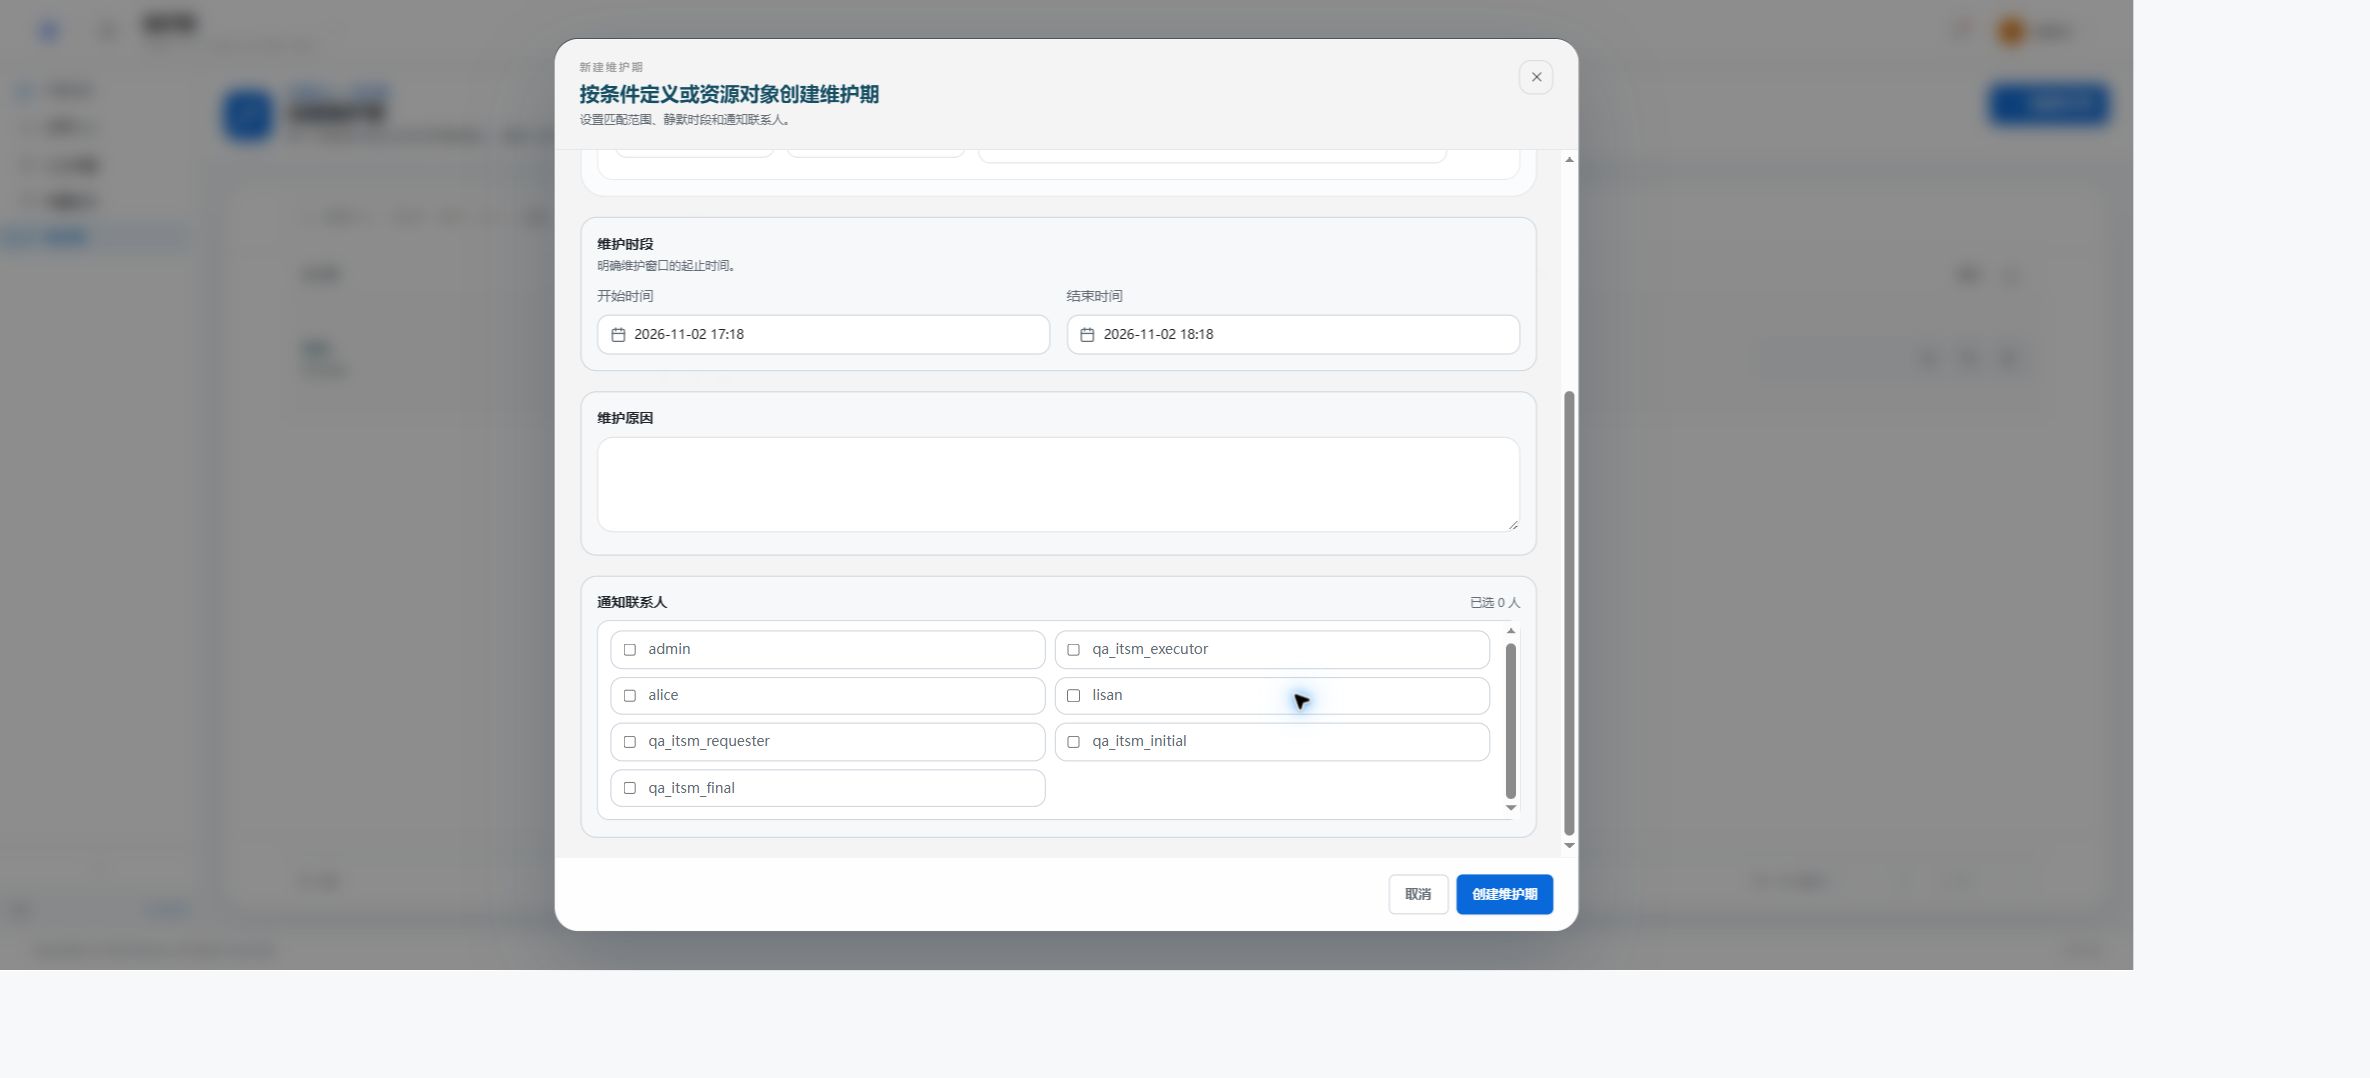 新建维护期
按条件定义或资源对象创建维护期
设置匹配范围、静默时段和通知联系人。
维护时段
明确维护窗口的起止时间。
开始时间
结束时间
2026-11-02 17:18
2026-11-02 18:18
维护原因
通知联系人
已选 0 人
admin
qa_itsm_executor
alice
lisan
qa_itsm_requester
qa_itsm_initial
qa_itsm_final
取消
创建维护期